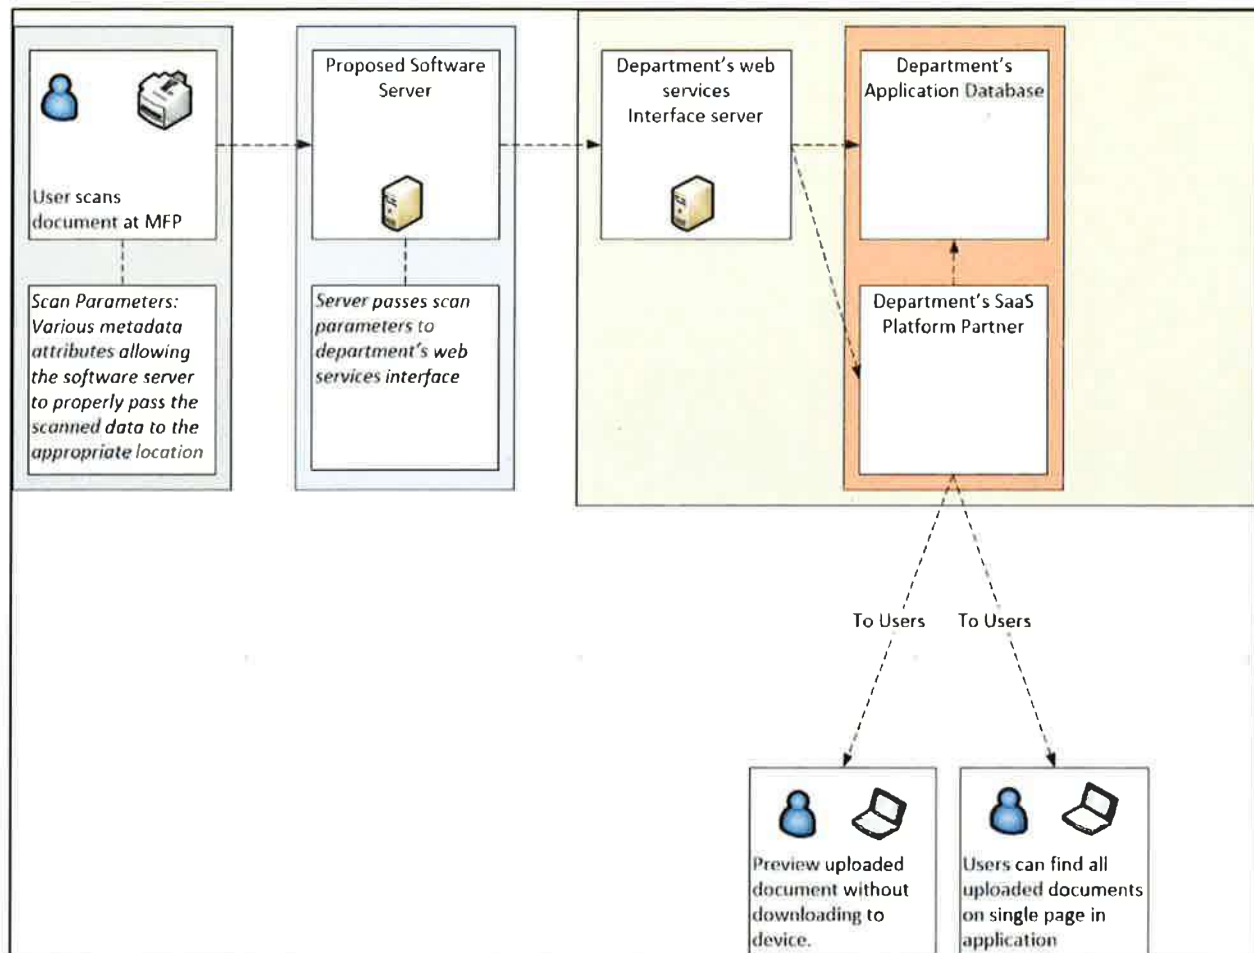 User scans
document at MFP
Scan Parameters:
Various metadata
attributes allowing
the software server
to properly pass the
scanned data to the
appropriate location
Proposed Software
Server
Server passes scan
parameters to
department's web
services interface
Department's web
services
Interface server
Department's
Application Database
Department's SaaS
Platform Partner
To Users
To Users
Preview uploaded
document without
downloading to
device.
Users can find all
uploaded documents
on single page in
application